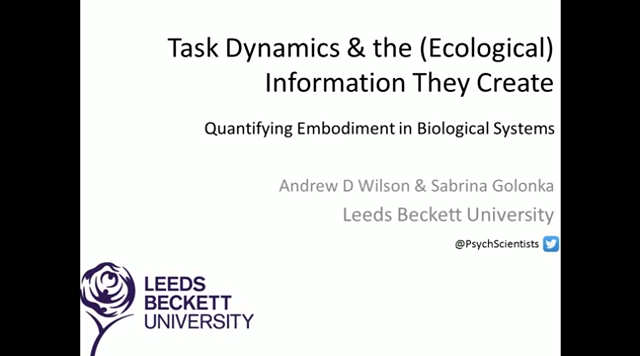 Task Dynamics & the (Ecological)
Information They Create
Quantifying Embodiment in Biological Systems
Andrew D Wilson & Sabrina Golonka
Leeds Beckett University
@PsychScientists
LEEDS
BECKETT
UNIVERSITY